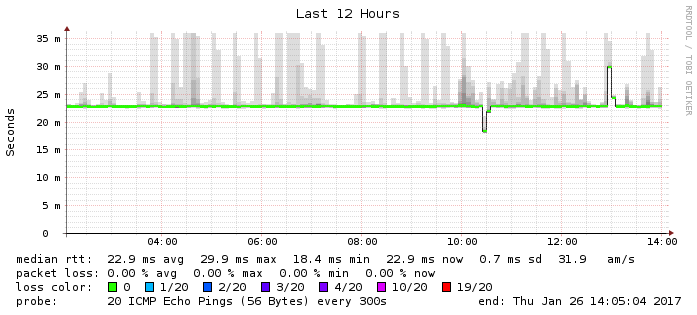 Last 12 Hours
RRDTOOL / TOBI OETIKER
Seconds
35 m
30 m
25 m
20 m
15 m
10 m
5 m
0
04:00 06:00 08:00 10:00 12:00 14:00
median rtt: 22.9 ms avg 29.9 ms max 18.4 ms min 22.9 ms now 0.7 ms sd 31.9 am/s
packet loss: 0.00 % avg 0.00 % max 0.00 % min 0.00 % now
loss color: 0 1/20 2/20 3/20 4/20 10/20 19/20
probe: 20 ICMP Echo Pings (56 Bytes) every 300s end: Thu Jan 26 14:05:04 2017